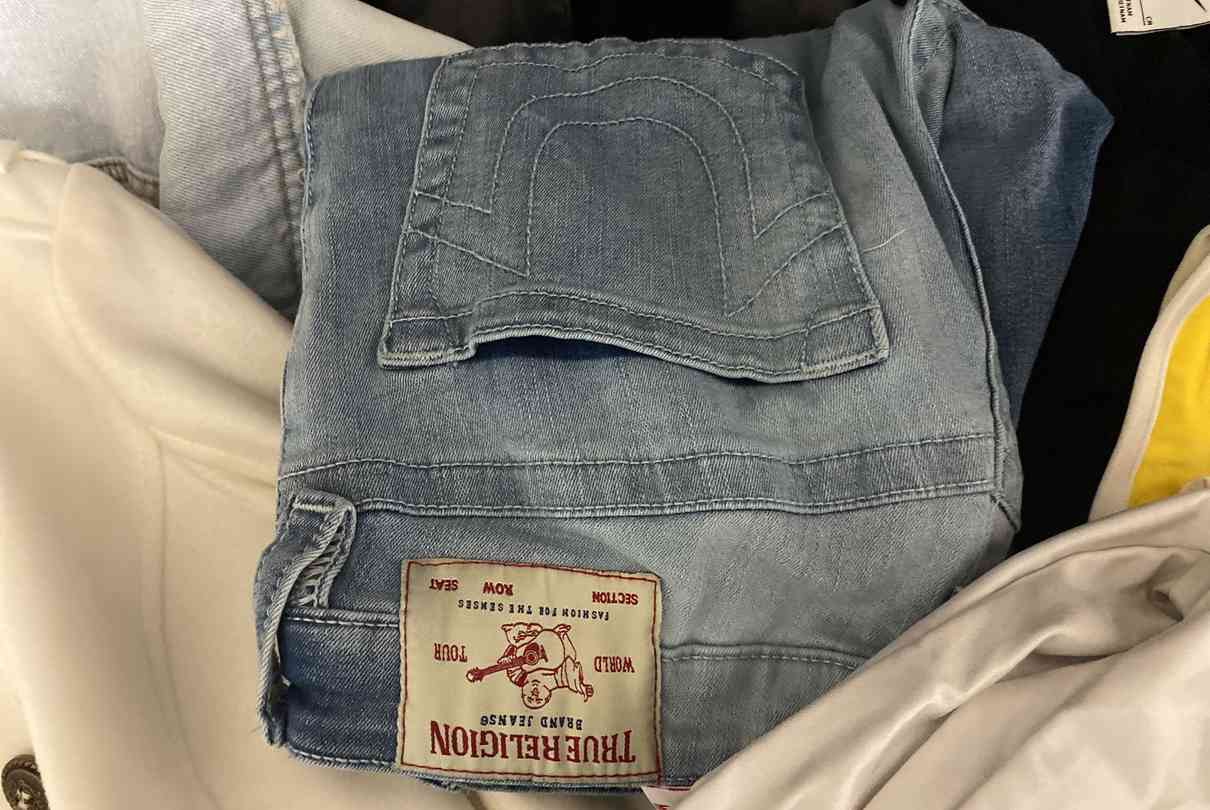 TRUE RELIGION
BRAND JEANS®
WORLD TOUR
FASHION FOR THE SENSES
SECTION ROW SEAT